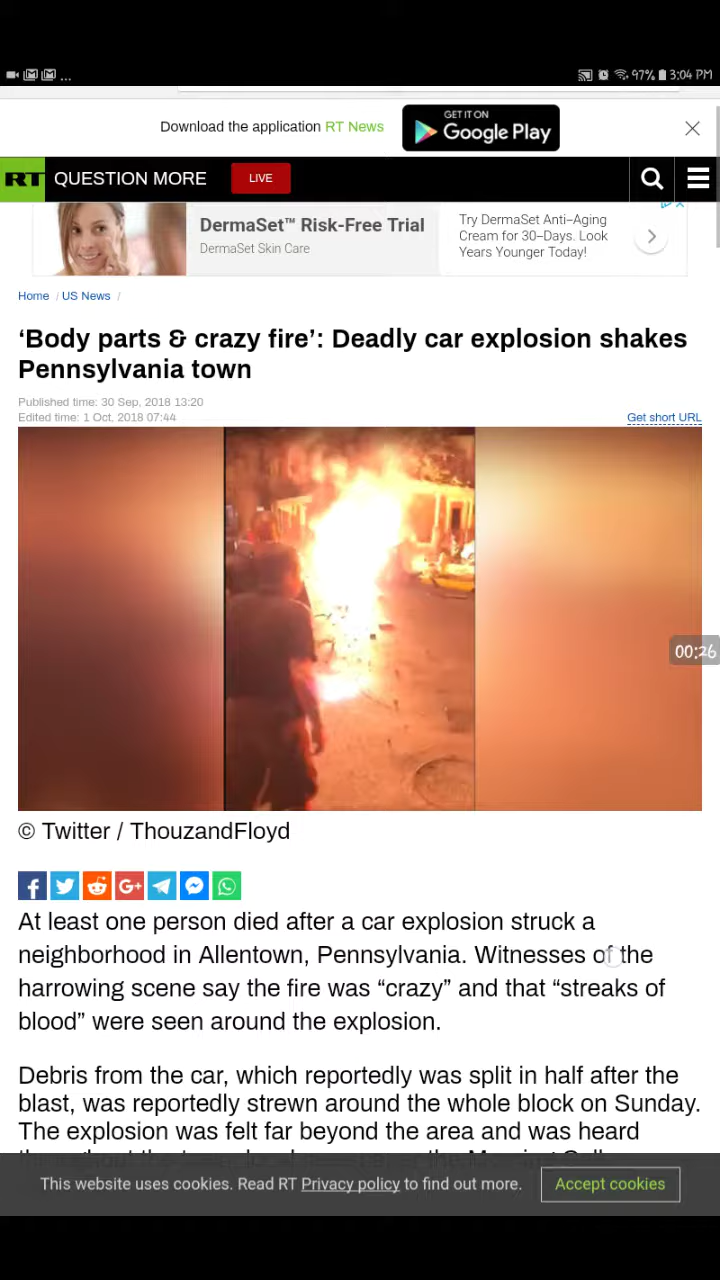 ... 97% 3:04 PM
Download the application RT News
GET IT ON
Google Play
RT QUESTION MORE LIVE
DermaSet™ Risk-Free Trial
DermaSet Skin Care
Try DermaSet Anti-Aging
Cream for 30-Days. Look
Years Younger Today!
Home / US News /
‘Body parts & crazy fire’: Deadly car explosion shakes
Pennsylvania town
Published time: 30 Sep, 2018 13:20
Edited time: 1 Oct, 2018 07:44
Get short URL
00:26
© Twitter / ThouzandFloyd
At least one person died after a car explosion struck a
neighborhood in Allentown, Pennsylvania. Witnesses of the
harrowing scene say the fire was “crazy” and that “streaks of
blood” were seen around the explosion.
Debris from the car, which reportedly was split in half after the
blast, was reportedly strewn around the whole block on Sunday.
The explosion was felt far beyond the area and was heard
This website uses cookies. Read RT Privacy policy to find out more.
Accept cookies